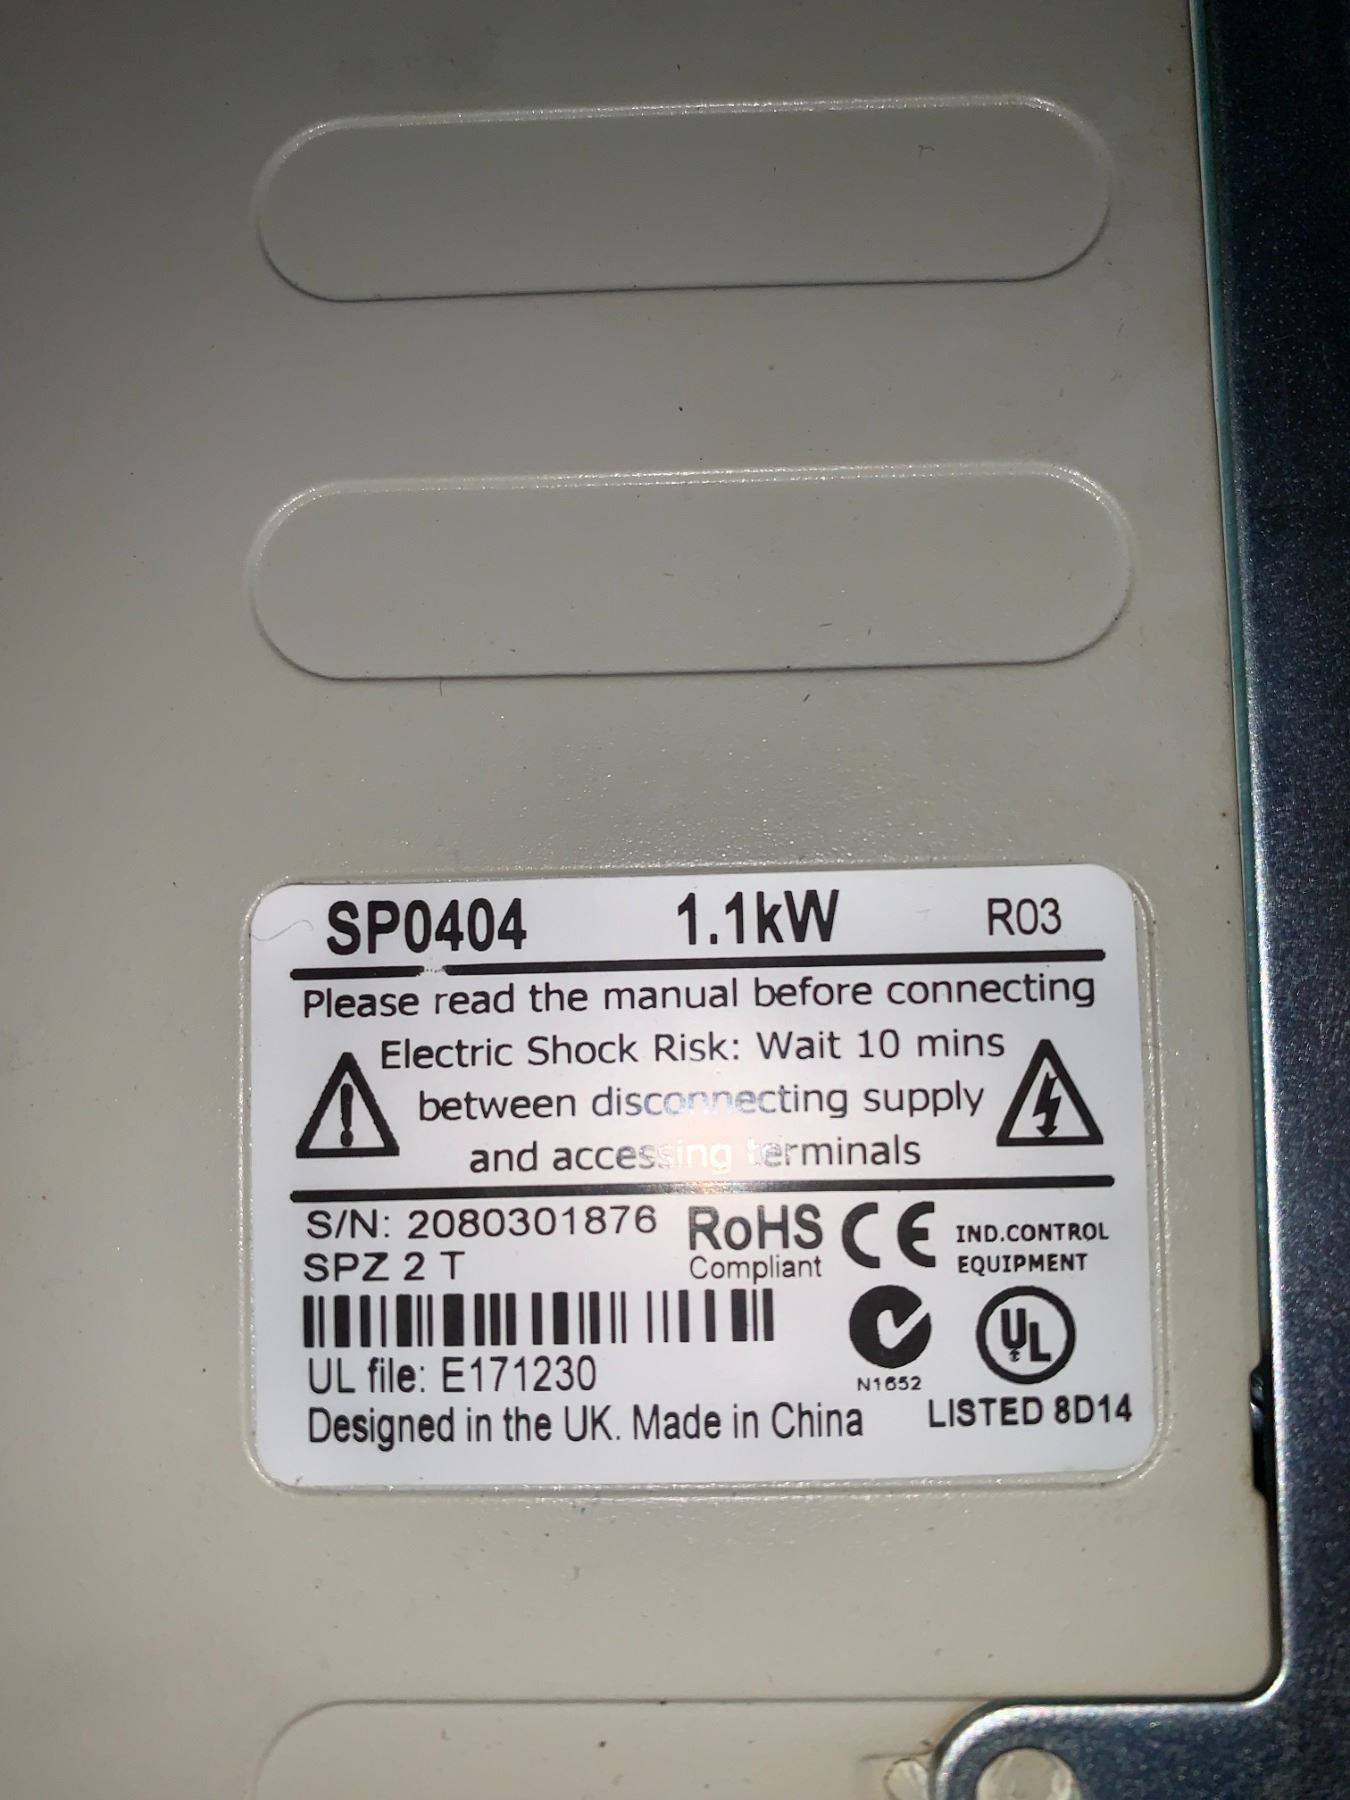 SP0404 1.1kW R03
Please read the manual before connecting
Electric Shock Risk: Wait 10 mins
between disconnecting supply
and accessing terminals
S/N: 2080301876 RoHS CE IND.CONTROL
SPZ 2 T Compliant EQUIPMENT
UL
UL file: E171230 N1652
Designed in the UK. Made in China LISTED 8D14